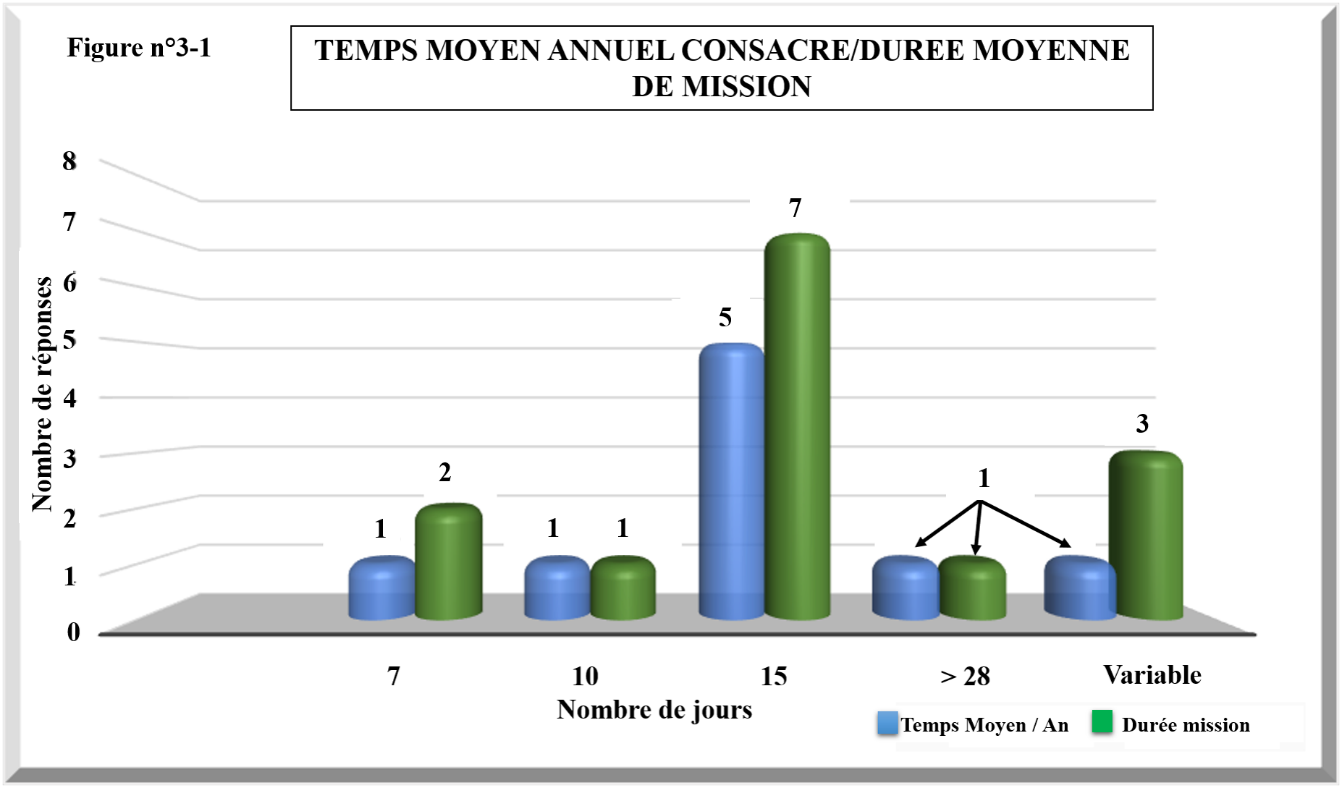 Figure n°3-1
TEMPS MOYEN ANNUEL CONSACRE/DUREE MOYENNE
DE MISSION
Nombre de réponses
8
7
6
5
4
3
2
1
0
1
2
1
1
5
7
1
3
7
10
15
> 28
Variable
Nombre de jours
Temps Moyen / An
Durée mission